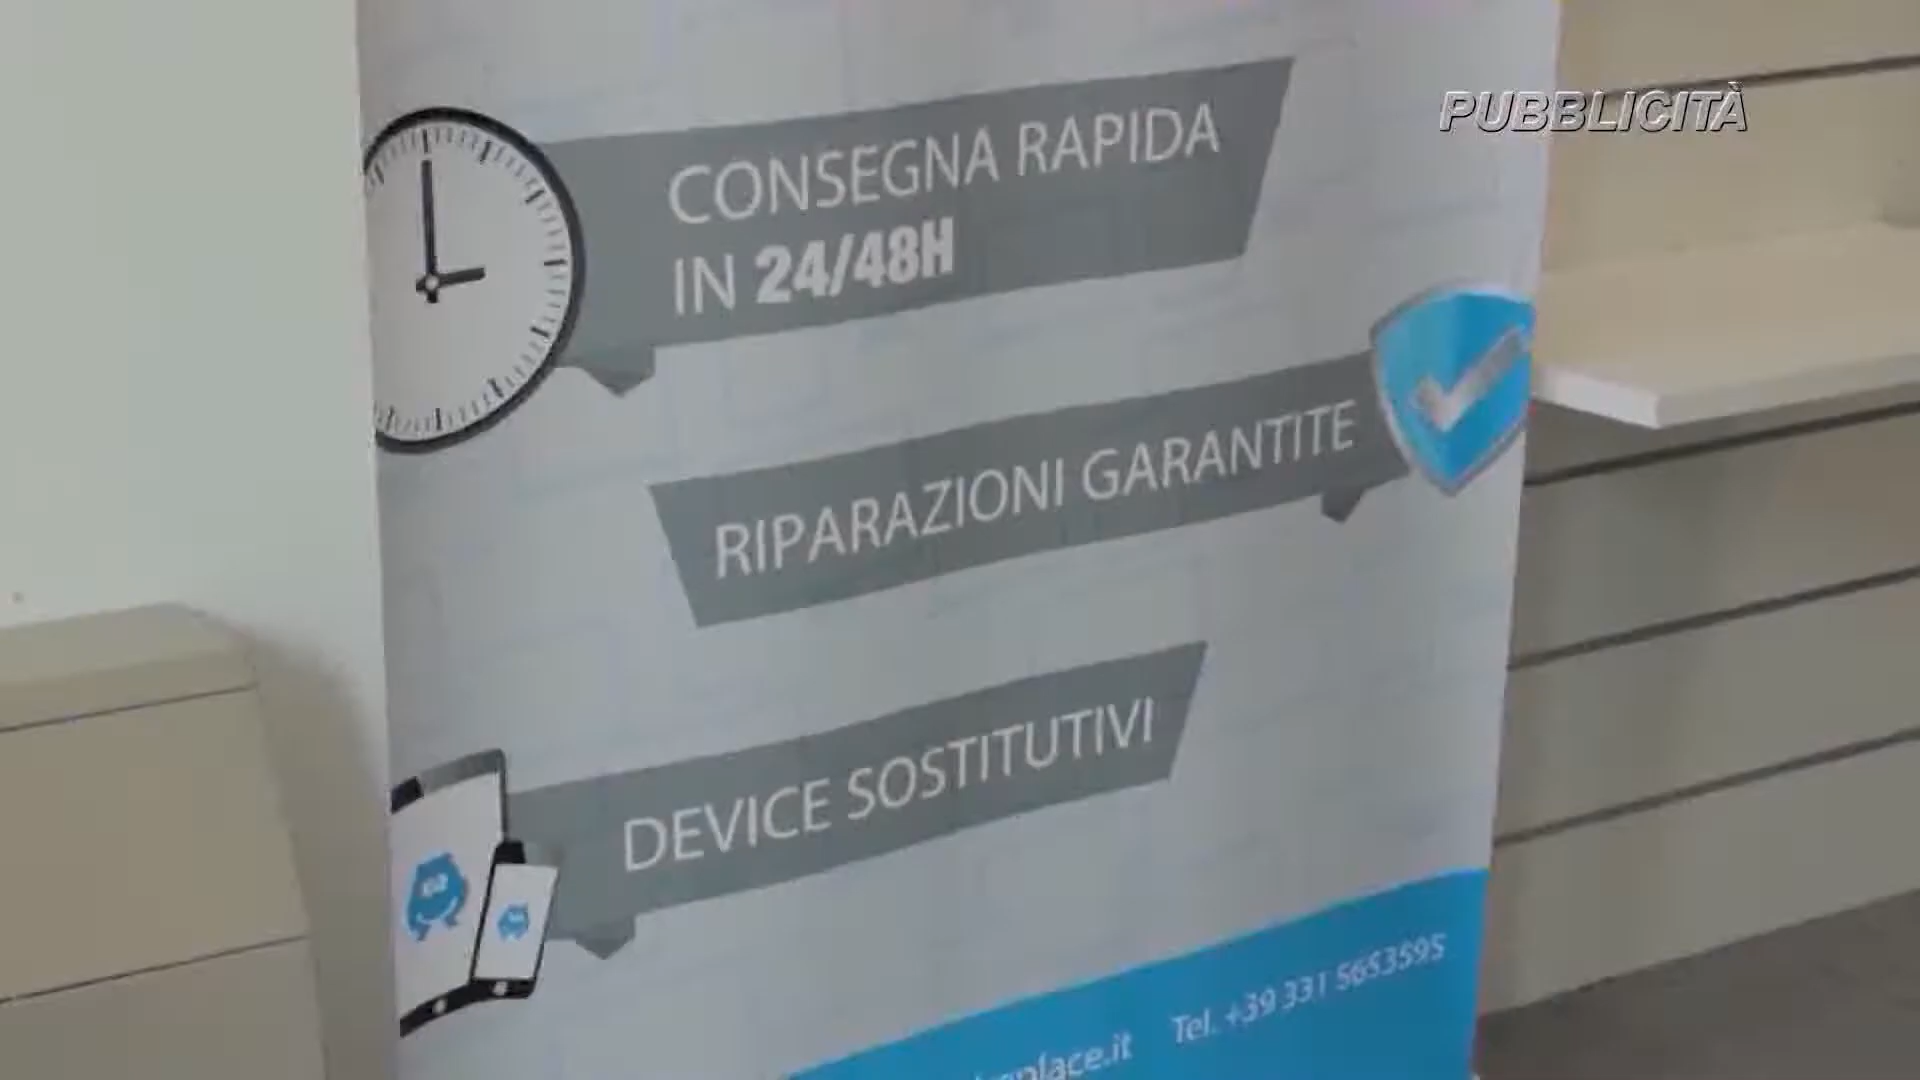 PUBBLICITÀ
CONSEGNA RAPIDA
IN 24/48H
RIPARAZIONI GARANTITE
DEVICE SOSTITUTIVI
Tel. +39 331 5653595